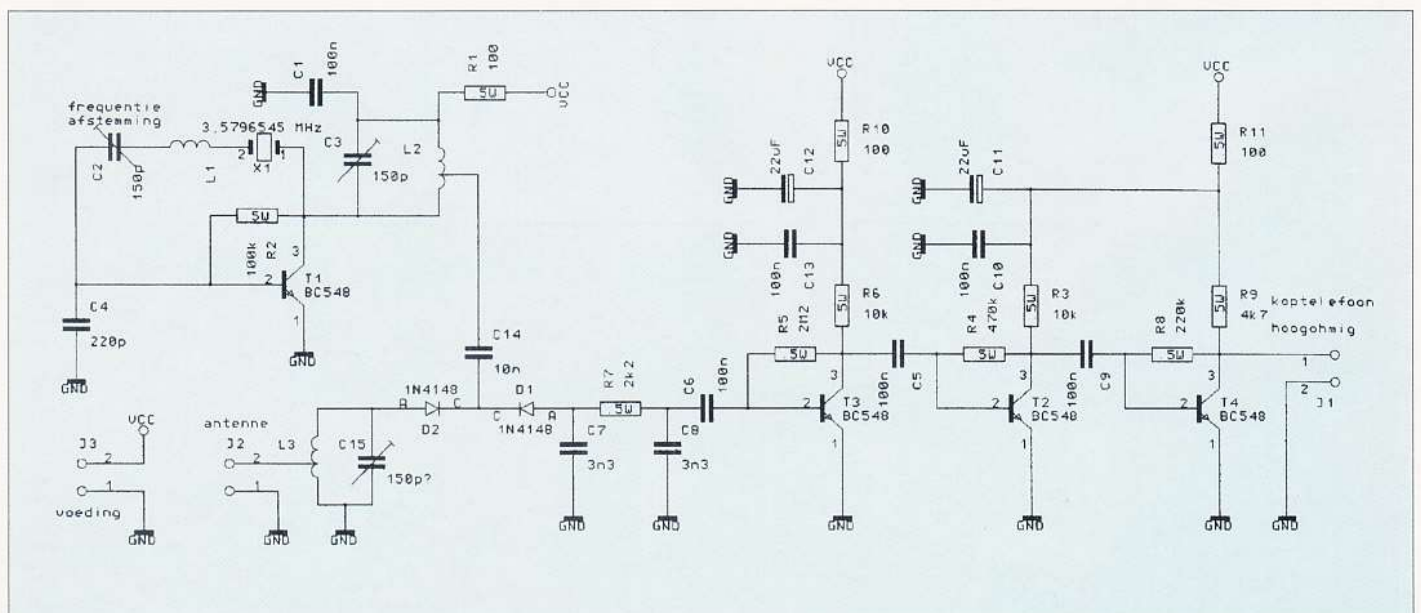 frequentie
afstemming
C2
150p
L1
3.5796545 MHz
2
1
X1
GND
C1
100n
C3
150p
L2
R1
100
.5W
VCC
.5W
100k
R2
3
2
T1
BC548
1
GND
C4
220p
GND
C14
10n
VCC
J3
2
1
voeding
GND
antenne
J2
2
1
GND
L3
C15
150p?
GND
1N4148
A
C
D2
D1
C
A
1N4148
C7
3n3
GND
R7
2k2
.5W
C8
3n3
GND
C6
100n
VCC
.5W
R10
100
GND
22uF
C12
GND
100n
C13
.5W
R6
10k
R5
2M2
.5W
3
2
T3
BC548
1
GND
100n
C5
GND
22uF
C11
GND
100n
C10
.5W
R3
10k
R4
470k
.5W
3
2
T2
BC548
1
GND
100n
C9
VCC
.5W
R11
100
.5W
R9
4k7
R8
220k
.5W
3
2
T4
BC548
1
GND
koptelefoon
hoogohmig
1
2
J1
GND